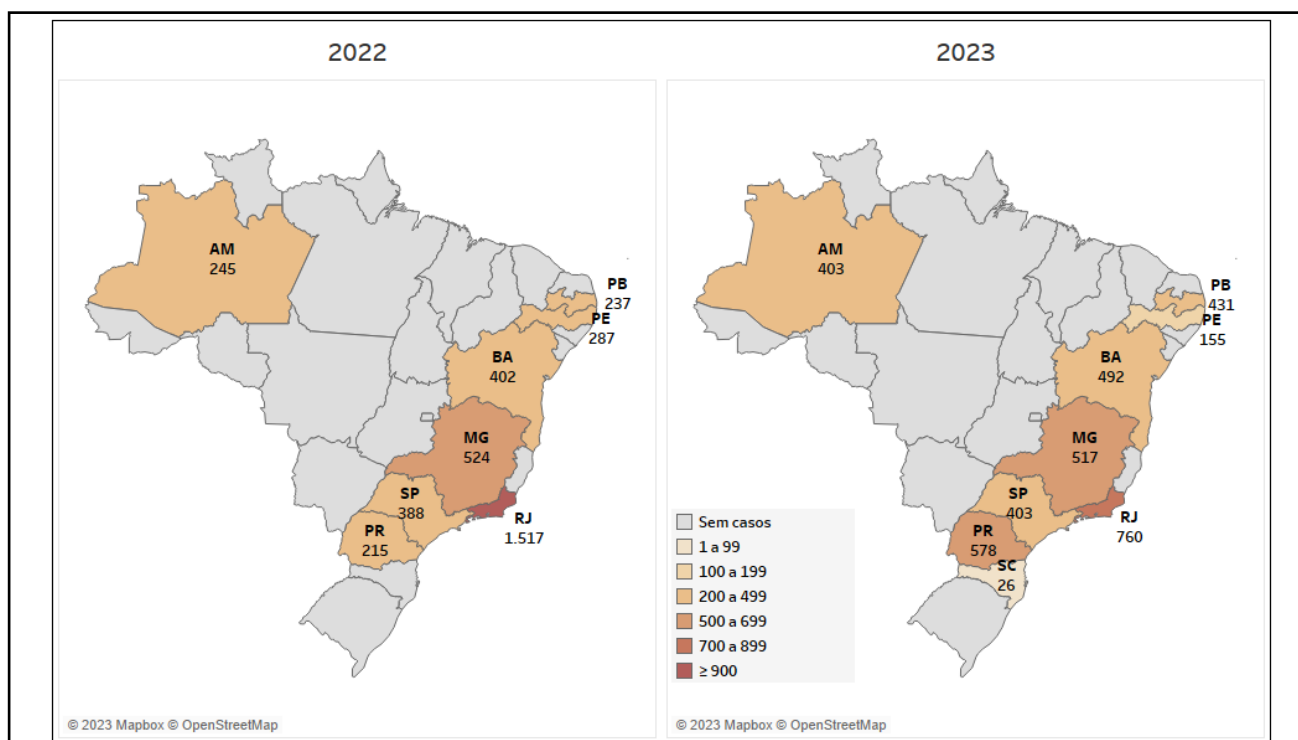 2022
2023
AM
245
PB
237
PE
287
BA
402
MG
524
SP
388
RJ
1.517
PR
215
AM
403
PB
431
PE
155
BA
492
MG
517
SP
403
RJ
760
PR
578
SC
26
Sem casos
1 a 99
100 a 199
200 a 499
500 a 699
700 a 899
≥ 900
© 2023 Mapbox © OpenStreetMap
© 2023 Mapbox © OpenStreetMap